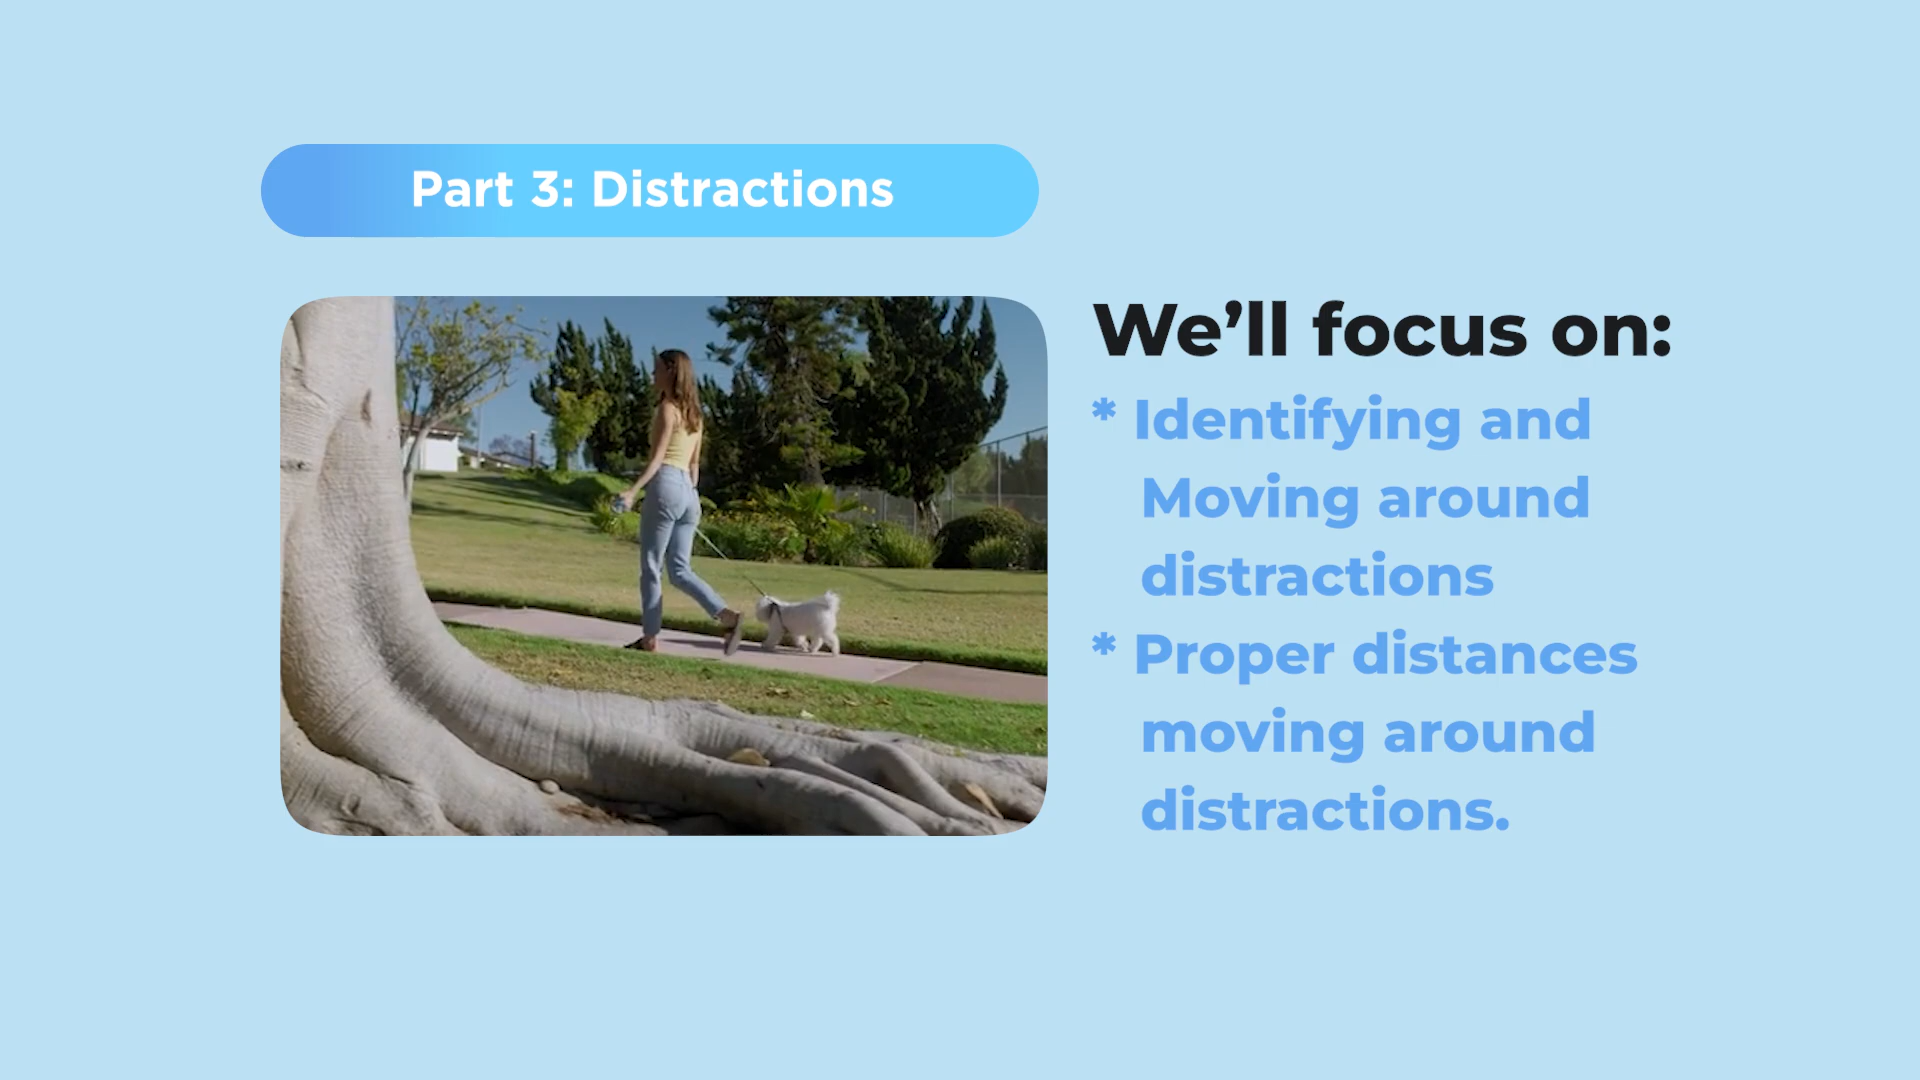 Part 3: Distractions
We’ll focus on:
* Identifying and
Moving around
distractions
* Proper distances
moving around
distractions.